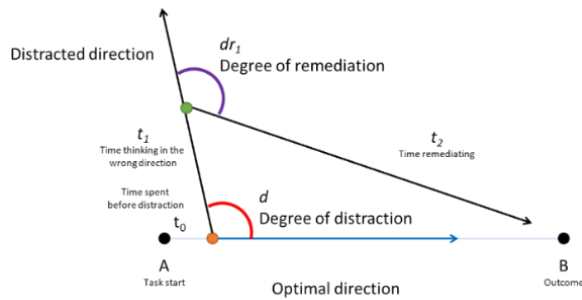 Distracted direction
dr1
Degree of remediation
t1
Time thinking in the
wrong direction
t2
Time remediating
Time spent
before distraction
d
Degree of distraction
t0
A
Task start
B
Outcome
Optimal direction